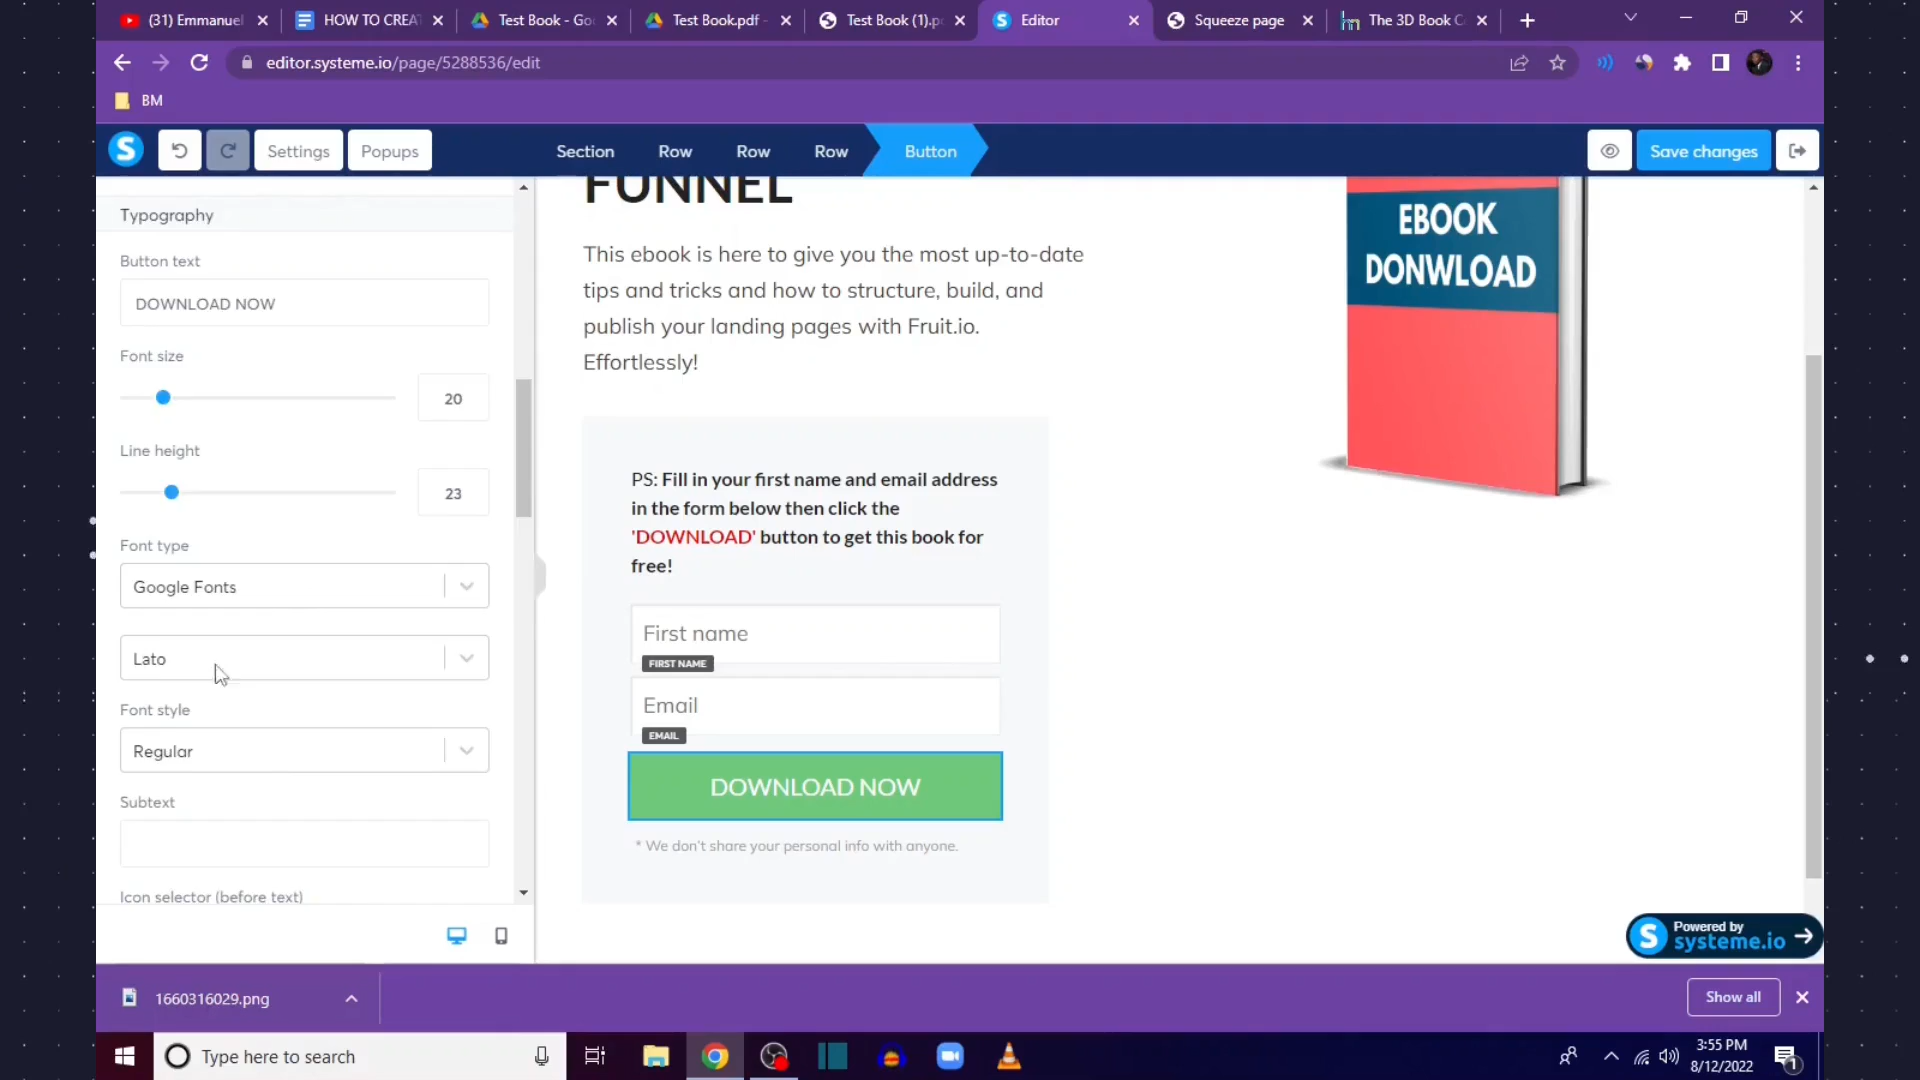 (31) Emmanuel
HOW TO CREAT
Test Book - Goo
Test Book.pdf -
Test Book (1).p
Editor
Squeeze page
The 3D Book C
editor.systeme.io/page/5288536/edit
BM
S
Settings
Popups
Section
Row
Row
Row
Button
Save changes
Typography
Button text
DOWNLOAD NOW
Font size
20
Line height
23
Font type
Google Fonts
Lato
Font style
Regular
Subtext
Icon selector (before text)
FUNNEL
This ebook is here to give you the most up-to-date
tips and tricks and how to structure, build, and
publish your landing pages with Fruit.io.
Effortlessly!
PS: Fill in your first name and email address
in the form below then click the
'DOWNLOAD' button to get this book for
free!
First name
FIRST NAME
Email
EMAIL
DOWNLOAD NOW
* We don't share your personal info with anyone.
EBOOK
DONWLOAD
S
Powered by
systeme.io
1660316029.png
Show all
Type here to search
3:55 PM
8/12/2022
1